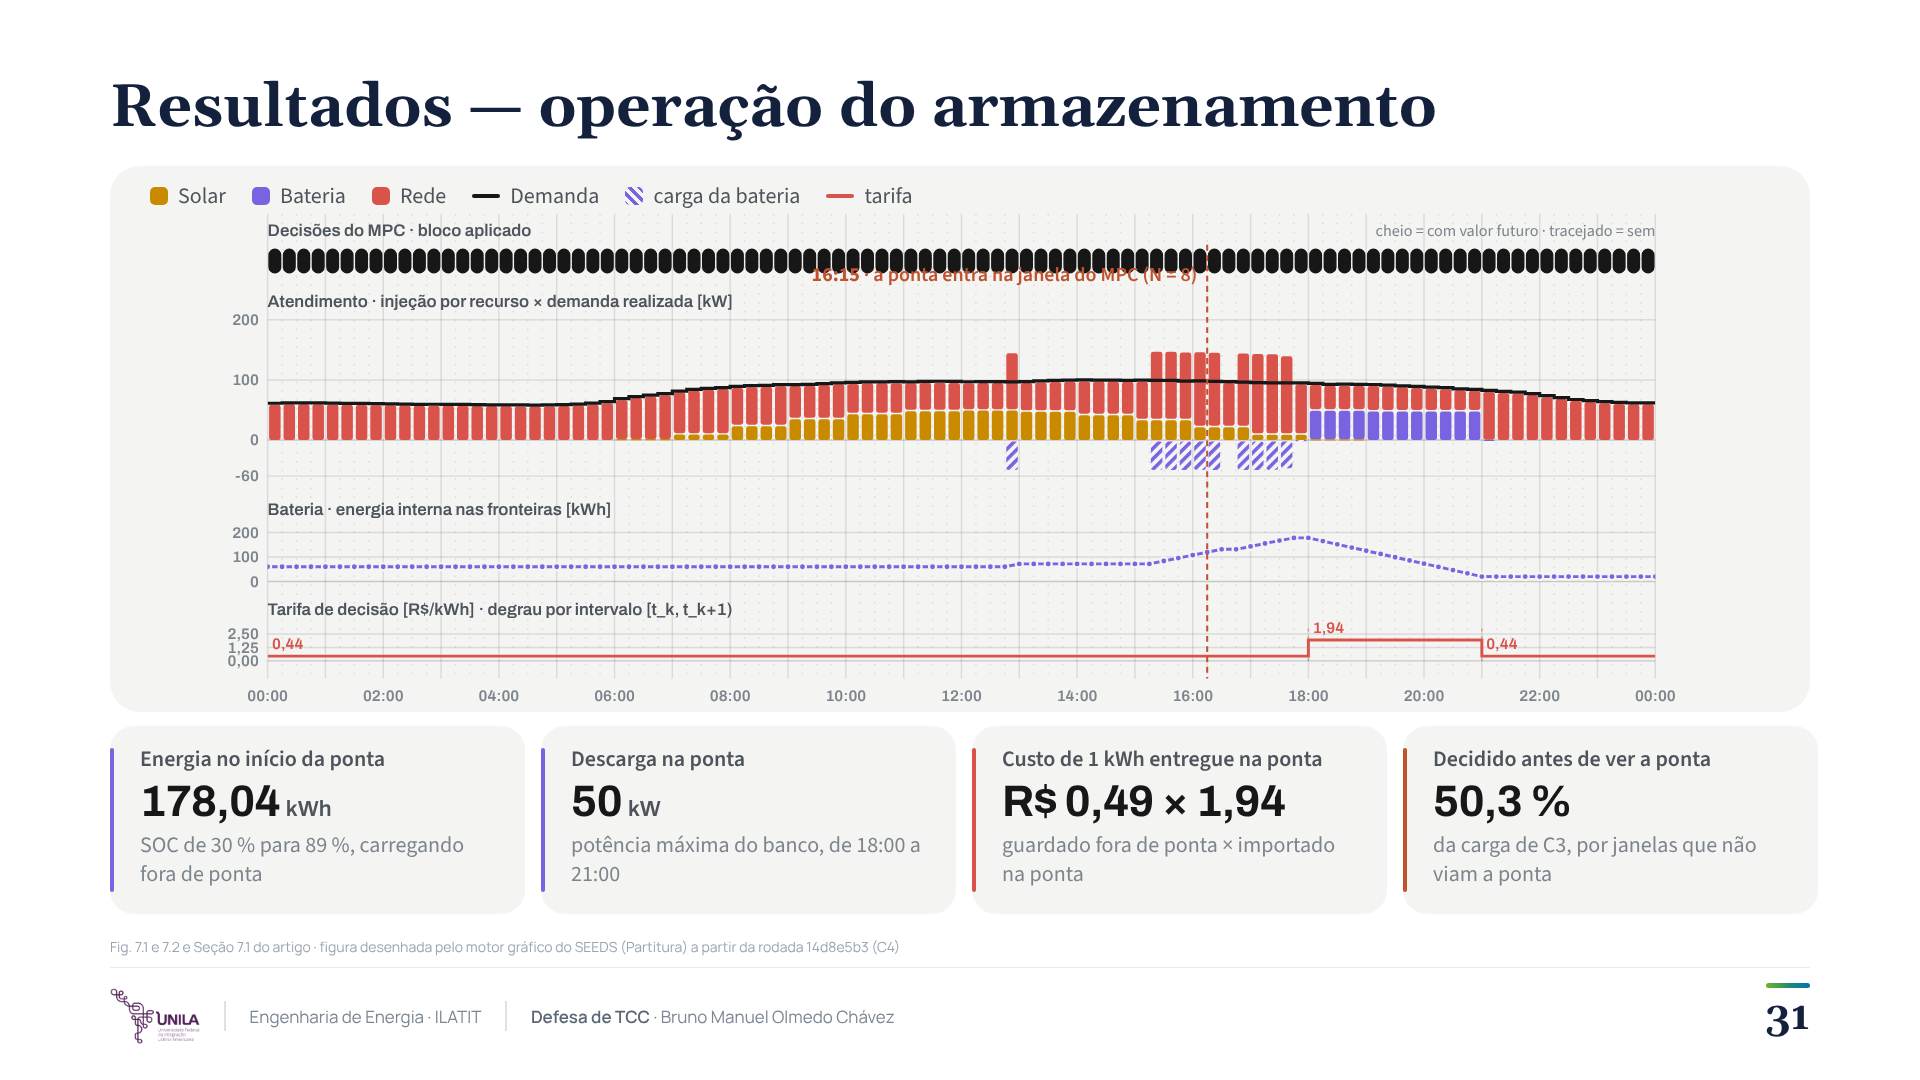 Resultados — operação do armazenamento
Solar Bateria Rede Demanda carga da bateria tarifa
Decisões do MPC · bloco aplicado
cheio = com valor futuro · tracejado = sem
16:15 · a ponta entra na janela do MPC (N = 8)
Atendimento · injeção por recurso × demanda realizada [kW]
200
100
0
-60
Bateria · energia interna nas fronteiras [kWh]
200
100
0
Tarifa de decisão [R$/kWh] · degrau por intervalo [t_k, t_k+1)
2,50
1,25
0,00
0,44
1,94
0,44
00:00 02:00 04:00 06:00 08:00 10:00 12:00 14:00 16:00 18:00 20:00 22:00 00:00
Energia no início da ponta
178,04 kWh
SOC de 30 % para 89 %, carregando
fora de ponta
Descarga na ponta
50 kW
potência máxima do banco, de 18:00 a
21:00
Custo de 1 kWh entregue na ponta
R$ 0,49 × 1,94
guardado fora de ponta × importado
na ponta
Decidido antes de ver a ponta
50,3 %
da carga de C3, por janelas que não
viam a ponta
Fig. 7.1 e 7.2 e Seção 7.1 do artigo · figura desenhada pelo motor gráfico do SEEDS (Partitura) a partir da rodada 14d8e5b3 (C4)
UNILA
Engenharia de Energia · ILATIT
Defesa de TCC · Bruno Manuel Olmedo Chávez
31